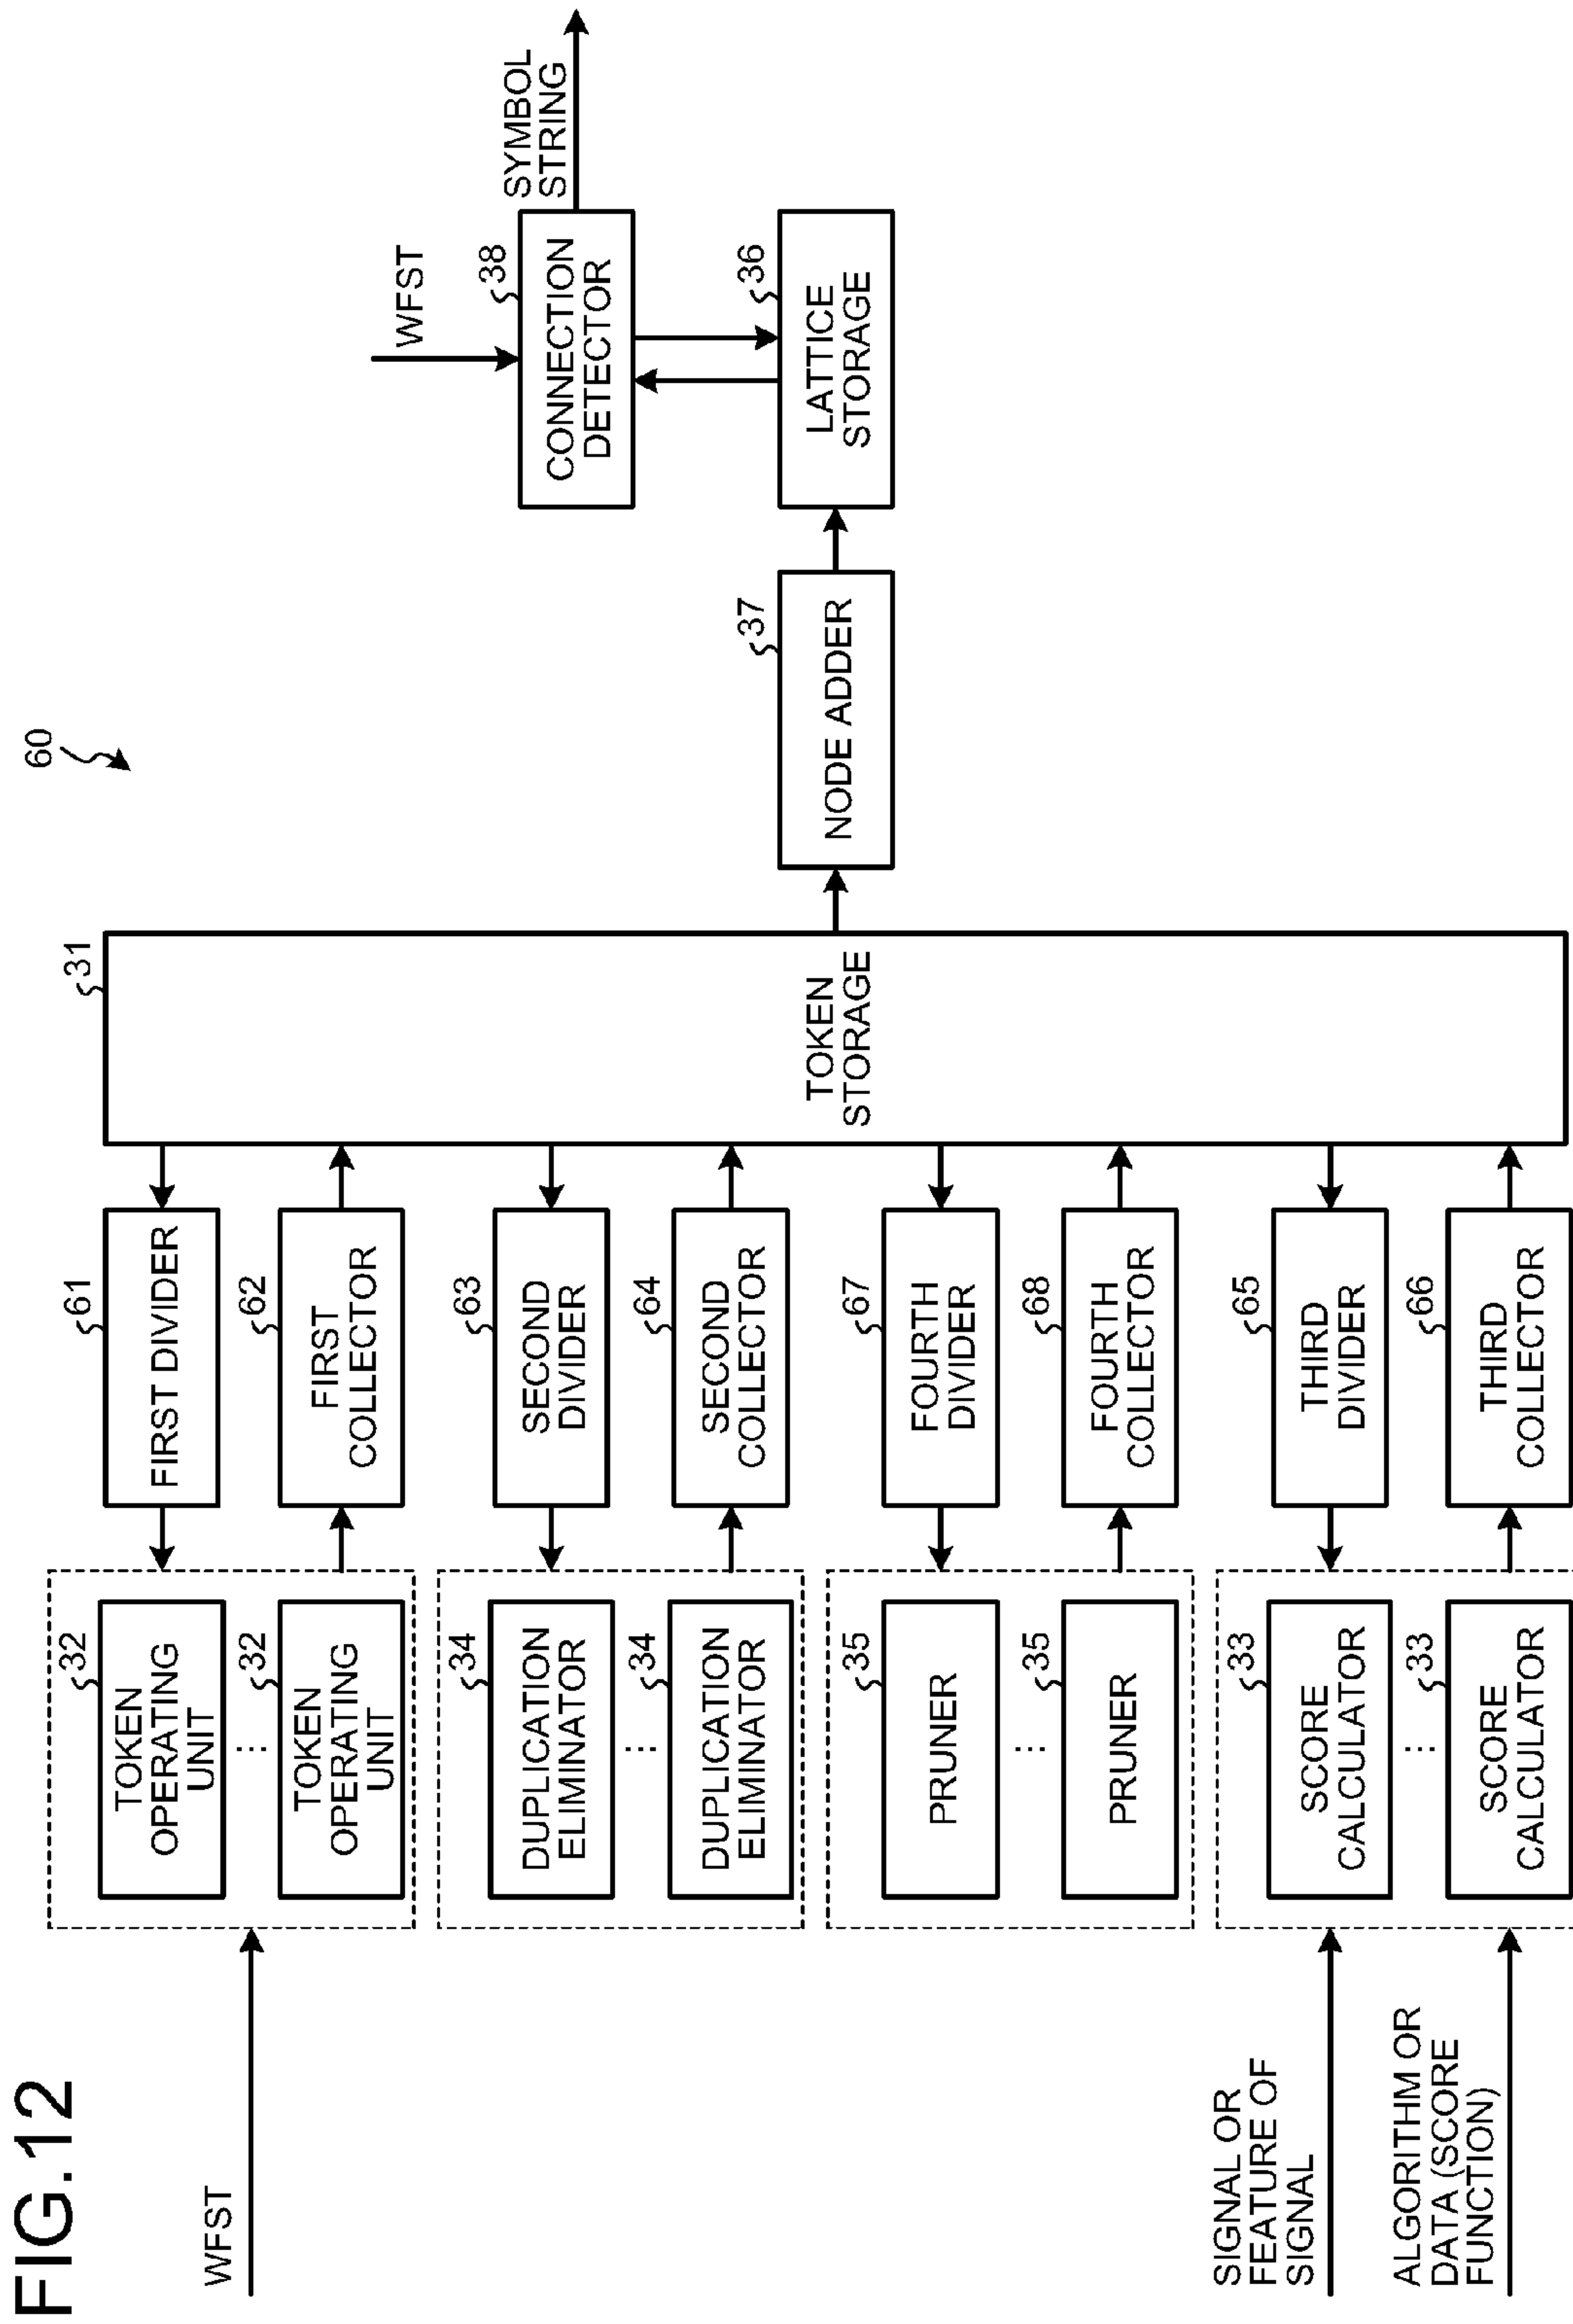 FIG.12
60
WFST
32
TOKEN
OPERATING
UNIT
...
32
TOKEN
OPERATING
UNIT
61
FIRST DIVIDER
62
FIRST
COLLECTOR
34
DUPLICATION
ELIMINATOR
...
34
DUPLICATION
ELIMINATOR
63
SECOND
DIVIDER
64
SECOND
COLLECTOR
35
PRUNER
...
35
PRUNER
67
FOURTH
DIVIDER
68
FOURTH
COLLECTOR
SIGNAL OR
FEATURE OF
SIGNAL
ALGORITHM OR
DATA (SCORE
FUNCTION)
33
SCORE
CALCULATOR
...
33
SCORE
CALCULATOR
65
THIRD
DIVIDER
66
THIRD
COLLECTOR
31
TOKEN
STORAGE
37
NODE ADDER
WFST
38
CONNECTION
DETECTOR
SYMBOL
STRING
36
LATTICE
STORAGE